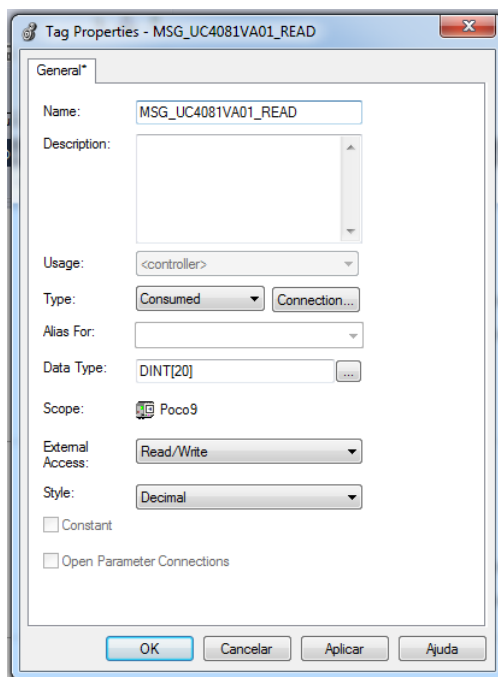 Tag Properties - MSG_UC4081VA01_READ
General*
Name: MSG_UC4081VA01_READ
Description:
Usage: <controller>
Type: Consumed Connection...
Alias For:
Data Type: DINT[20] ...
Scope: Poco9
External Access: Read/Write
Style: Decimal
Constant
Open Parameter Connections
OK Cancelar Aplicar Ajuda